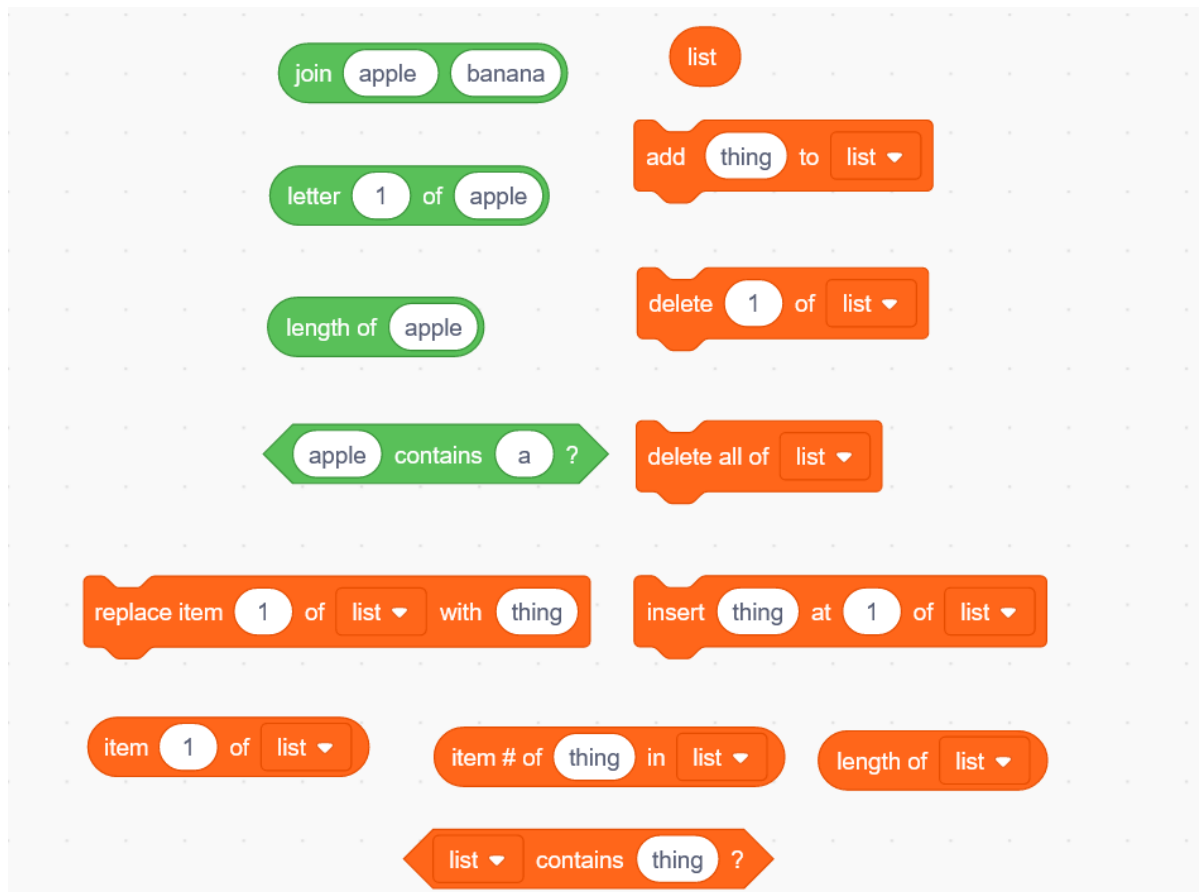 join apple banana
list
add thing to list
letter 1 of apple
delete 1 of list
length of apple
apple contains a ?
delete all of list
replace item 1 of list with thing
insert thing at 1 of list
item 1 of list
item # of thing in list
length of list
list contains thing ?